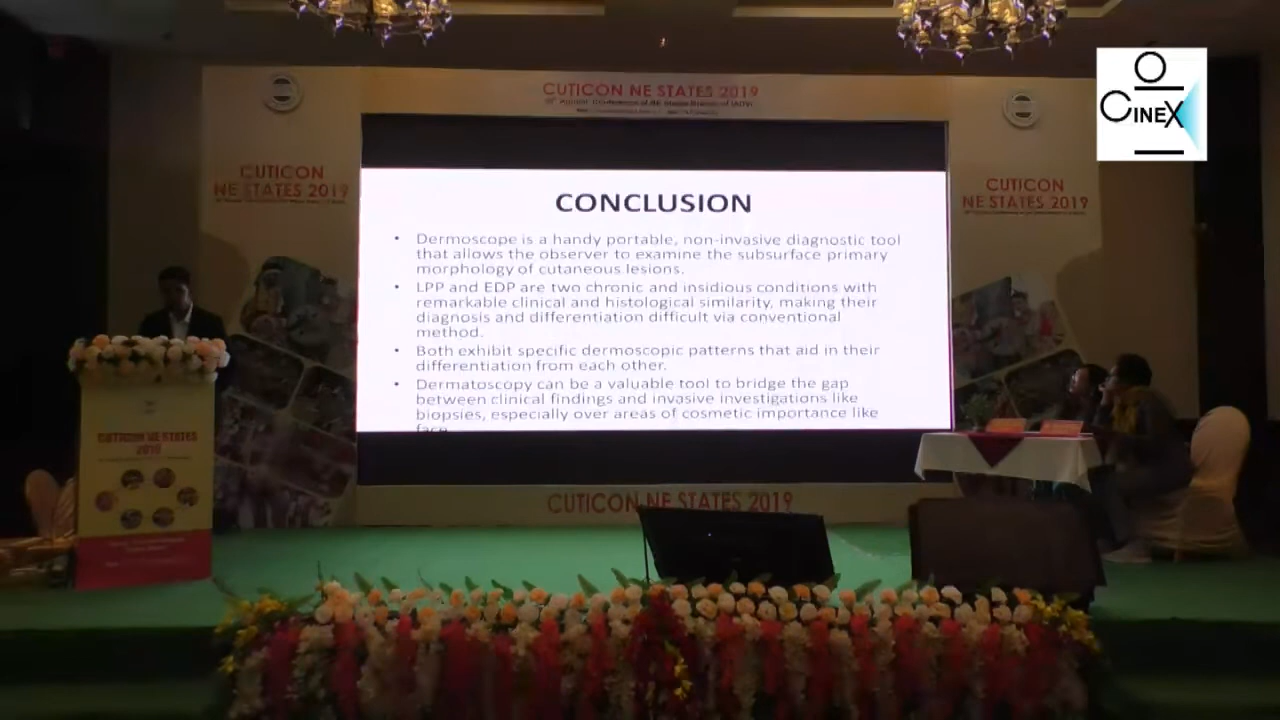 CUTICON NE STATES 2019
CINEX
CUTICON
NE STATES 2019
CUTICON
NE STATES 2019
CONCLUSION
• Dermoscope is a handy portable, non-invasive diagnostic tool
that allows the observer to examine the subsurface primary
morphology of cutaneous lesions.
• LPP and EDP are two chronic and insidious conditions with
remarkable clinical and histological similarity, making their
diagnosis and differentiation difficult via conventional
method.
• Both exhibit specific dermoscopic patterns that aid in their
differentiation from each other.
• Dermatoscopy can be a valuable tool to bridge the gap
between clinical findings and invasive investigations like
biopsies, especially over areas of cosmetic importance like
face
CUTICON NE STATES
2019
CUTICON NE STATES 2019